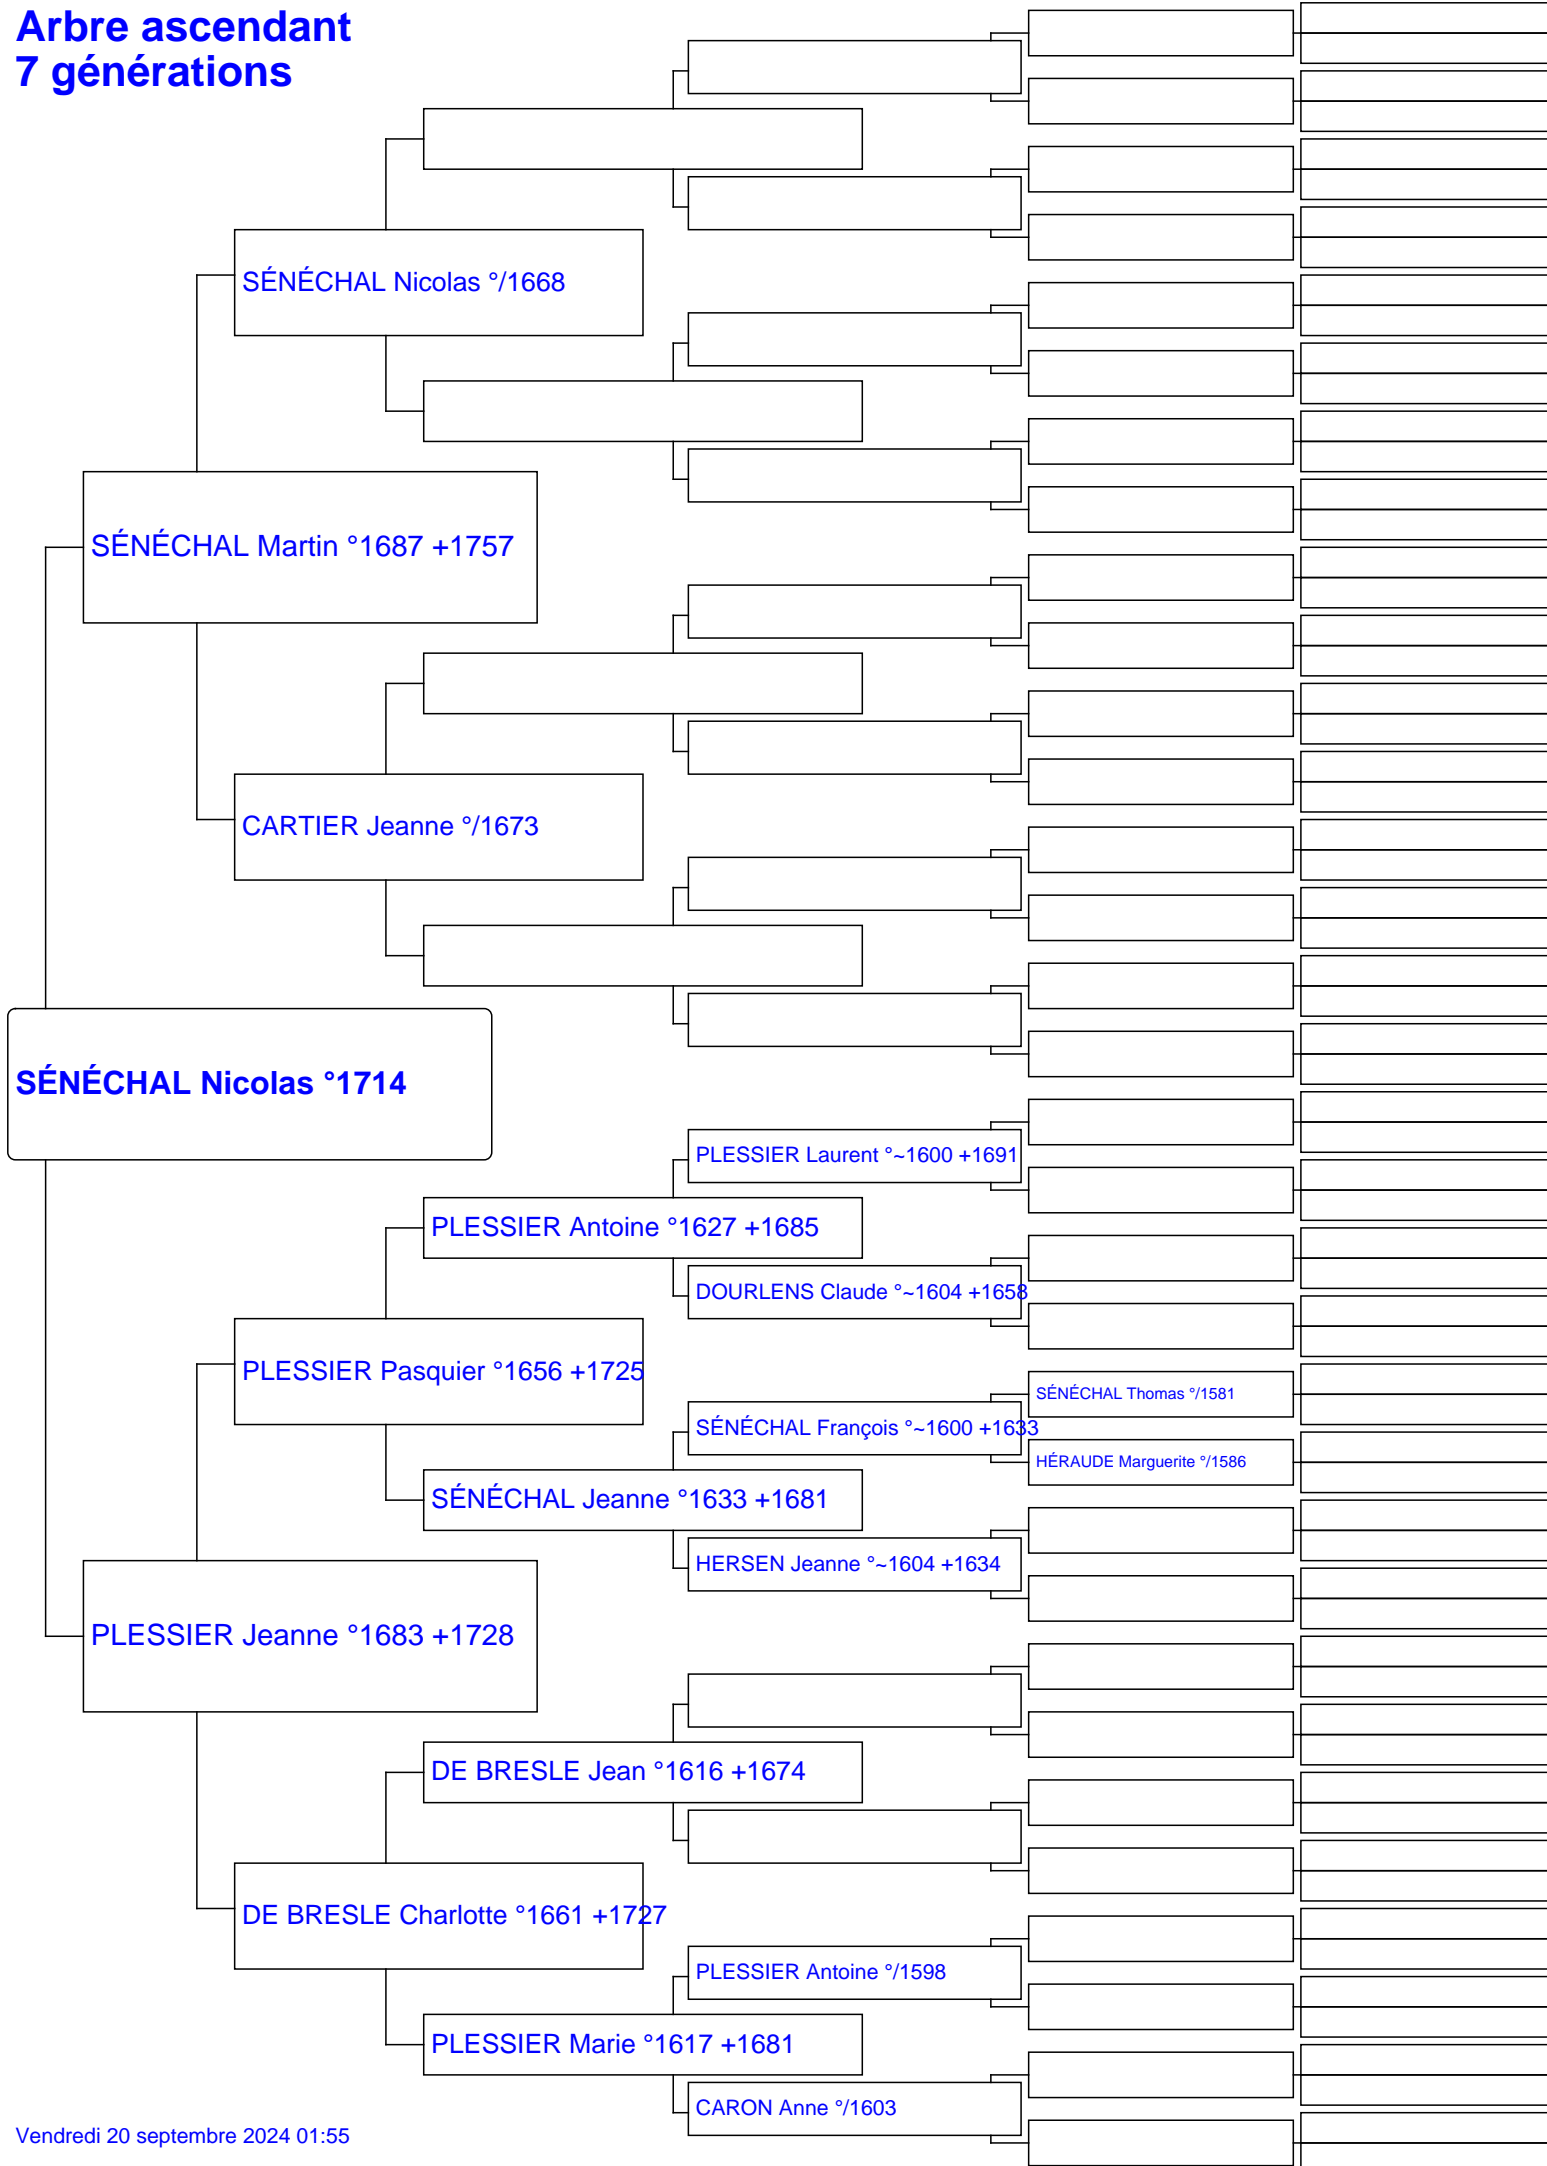 Arbre ascendant
7 générations
SÉNÉCHAL Nicolas °/1668
SÉNÉCHAL Martin °1687 +1757
CARTIER Jeanne °/1673
SÉNÉCHAL Nicolas °1714
PLESSIER Laurent °~1600 +1691
PLESSIER Antoine °1627 +1685
DOURLENS Claude °~1604 +1658
PLESSIER Pasquier °1656 +1725
SÉNÉCHAL Thomas °/1581
SÉNÉCHAL François °~1600 +1633
HÉRAUDE Marguerite °/1586
SÉNÉCHAL Jeanne °1633 +1681
HERSEN Jeanne °~1604 +1634
PLESSIER Jeanne °1683 +1728
DE BRESLE Jean °1616 +1674
DE BRESLE Charlotte °1661 +1727
PLESSIER Antoine °/1598
PLESSIER Marie °1617 +1681
CARON Anne °/1603
Vendredi 20 septembre 2024 01:55